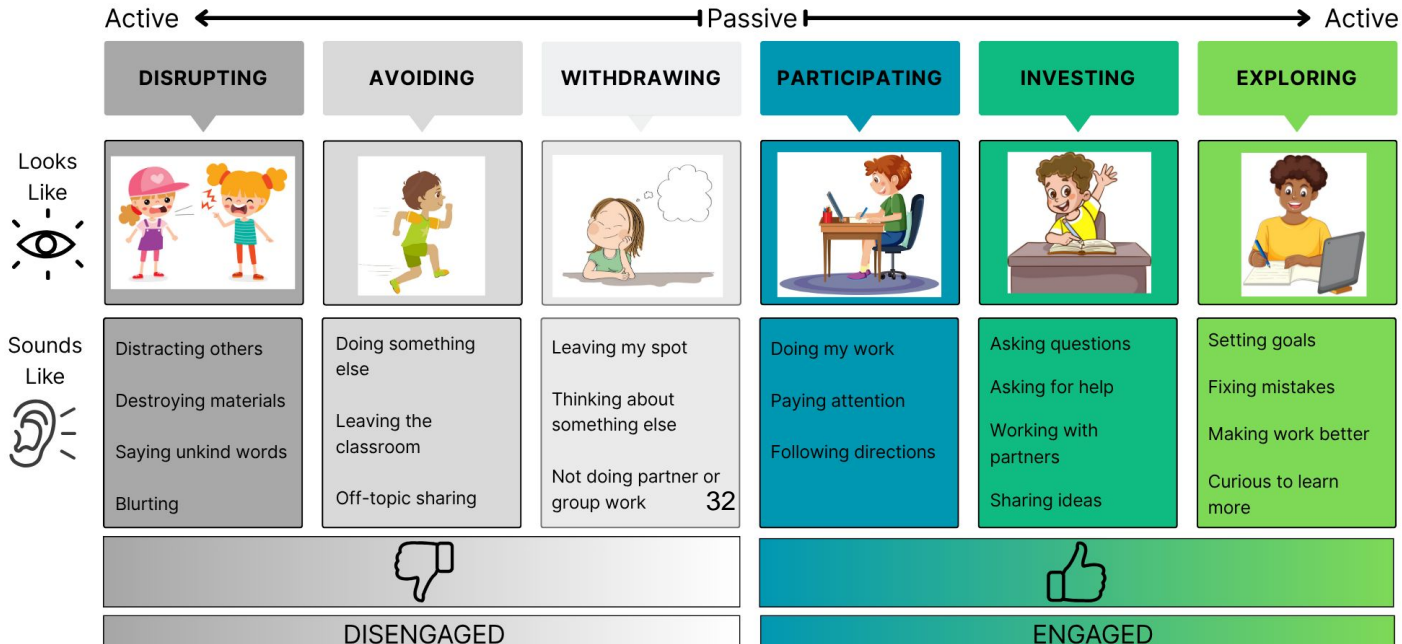 Active Passive Active
DISRUPTING
AVOIDING
WITHDRAWING
PARTICIPATING
INVESTING
EXPLORING
Looks
Like
Sounds
Like
Distracting others
Destroying materials
Saying unkind words
Blurting
Doing something
else
Leaving the
classroom
Off-topic sharing
Leaving my spot
Thinking about
something else
Not doing partner or
group work
32
Doing my work
Paying attention
Following directions
Asking questions
Asking for help
Working with
partners
Sharing ideas
Setting goals
Fixing mistakes
Making work better
Curious to learn
more
DISENGAGED
ENGAGED